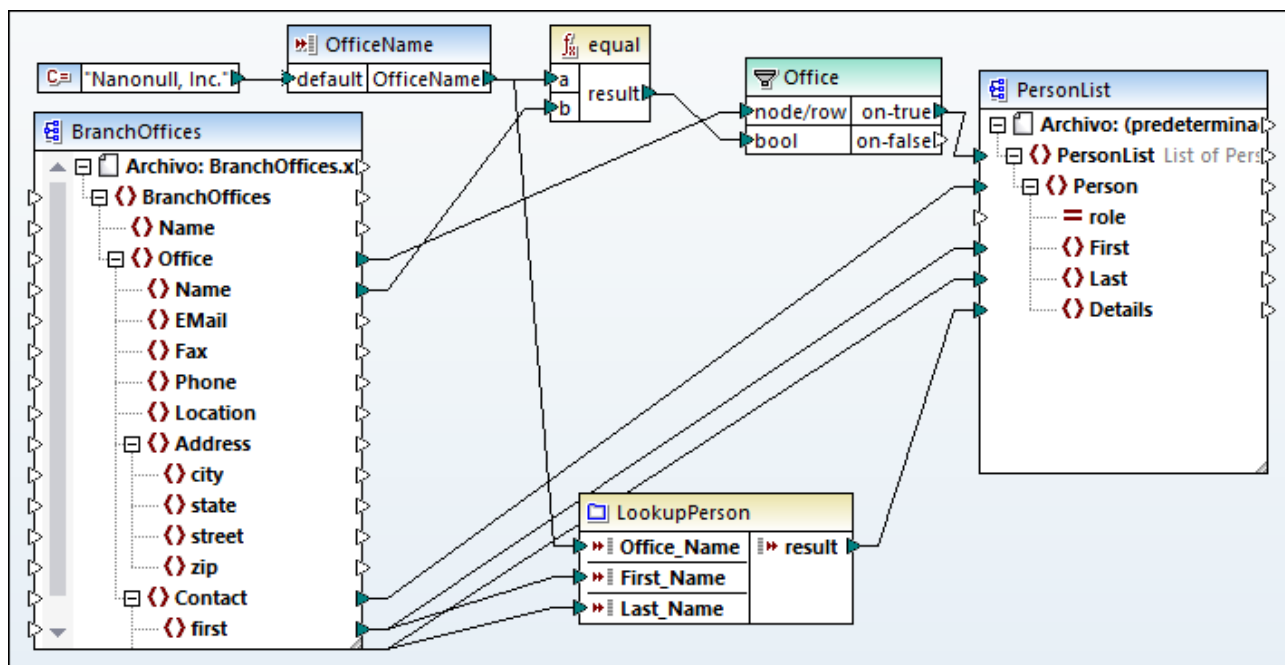 OfficeName
C= "Nanonull, Inc."
default OfficeName
equal
a
b
result
Office
node/row on-true
bool on-false
PersonList
Archivo: (predetermina
PersonList List of Pers
Person
role
First
Last
Details
BranchOffices
Archivo: BranchOffices.x
BranchOffices
Name
Office
Name
EMail
Fax
Phone
Location
Address
city
state
street
zip
Contact
first
LookupPerson
Office_Name result
First_Name
Last_Name